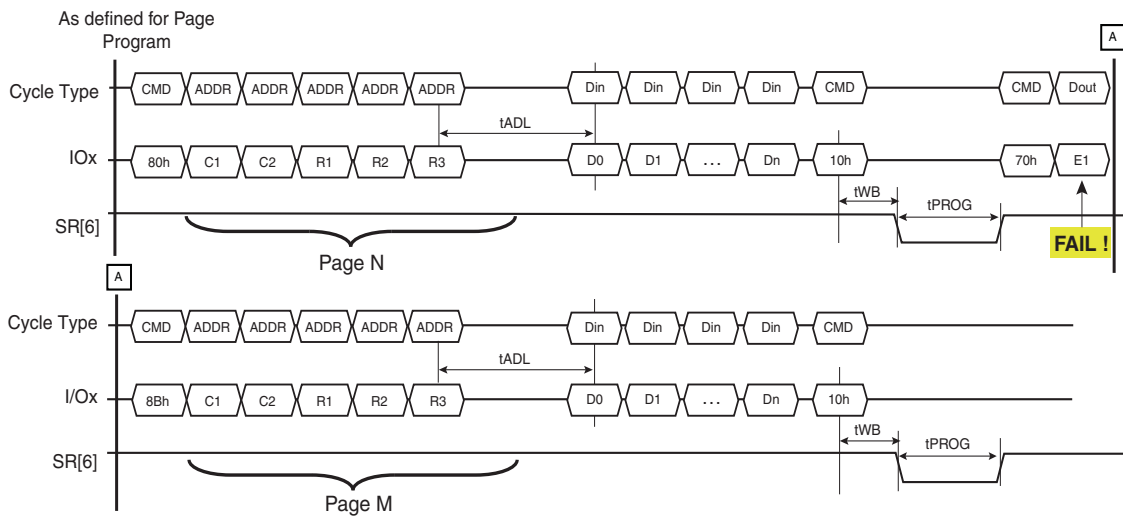 As defined for Page
Program
A
Cycle Type CMD ADDR ADDR ADDR ADDR ADDR Din Din Din Din CMD CMD Dout
tADL
IOx 80h C1 C2 R1 R2 R3 D0 D1 ... Dn 10h 70h E1
tWB tPROG
SR[6]
FAIL !
Page N
A
Cycle Type CMD ADDR ADDR ADDR ADDR ADDR Din Din Din Din CMD
tADL
I/Ox 8Bh C1 C2 R1 R2 R3 D0 D1 ... Dn 10h
tWB tPROG
SR[6]
Page M